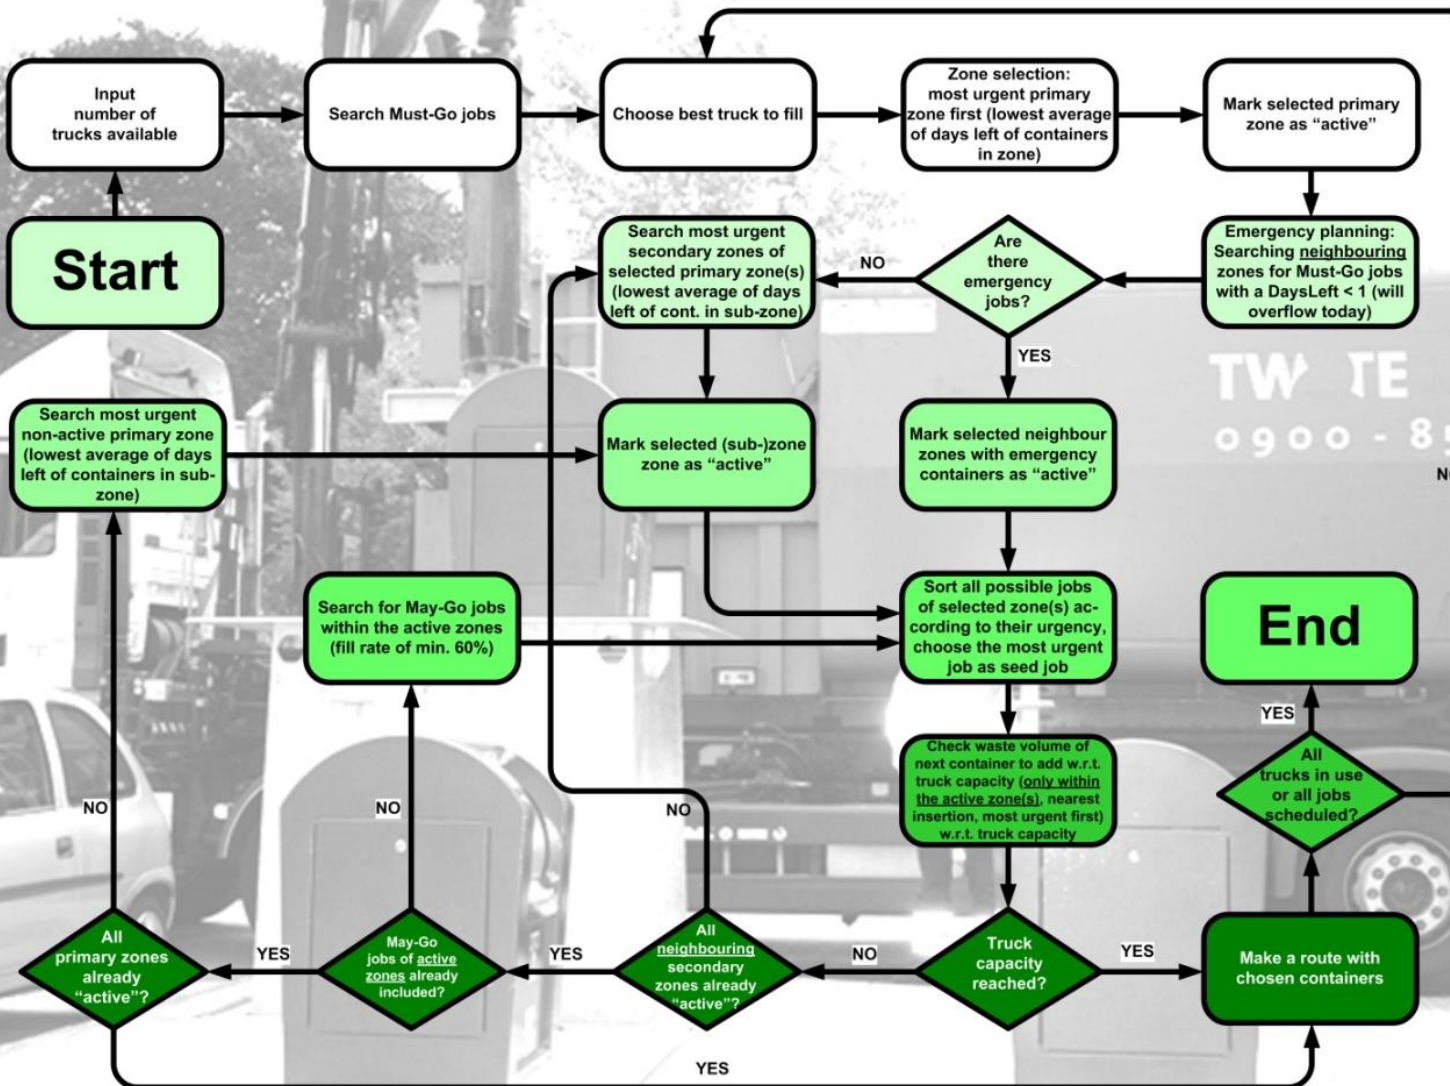 Input
number of
trucks available
Search Must-Go jobs
Choose best truck to fill
Zone selection:
most urgent primary
zone first (lowest average
of days left of containers
in zone)
Mark selected primary
zone as “active”
Start
Search most urgent
secondary zones of
selected primary zone(s)
(lowest average of days
left of cont. in sub-zone)
NO
Are
there
emergency
jobs?
Emergency planning:
Searching neighbouring
zones for Must-Go jobs
with a DaysLeft < 1 (will
overflow today)
YES
Search most urgent
non-active primary zone
(lowest average of days
left of containers in sub-
zone)
Mark selected (sub-)zone
zone as “active”
Mark selected neighbour
zones with emergency
containers as “active”
0900 - 8
Search for May-Go jobs
within the active zones
(fill rate of min. 60%)
Sort all possible jobs
of selected zone(s) ac-
cording to their urgency,
choose the most urgent
job as seed job
End
YES
Check waste volume of
next container to add w.r.t.
truck capacity (only within
the active zone(s), nearest
insertion, most urgent first)
w.r.t. truck capacity
All
trucks in use
or all jobs
scheduled?
NO
NO
NO
All
primary zones
already
“active”?
YES
May-Go
jobs of active
zones already
included?
YES
All
neighbouring
secondary
zones already
“active”?
NO
Truck
capacity
reached?
YES
Make a route with
chosen containers
YES